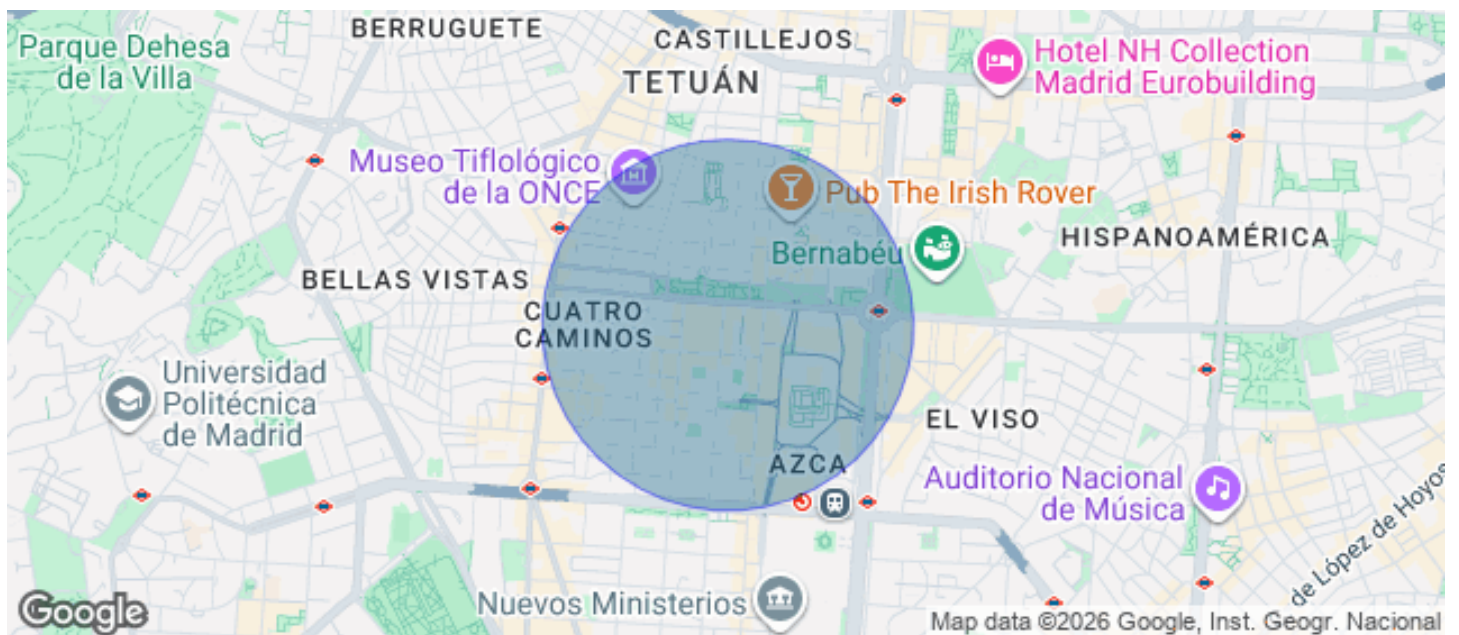 BERRUGUETE
CASTILLEJOS
Parque Dehesa
de la Villa
TETUÁN
Hotel NH Collection
Madrid Eurobuilding
Museo Tiflológico
de la ONCE
Pub The Irish Rover
Bernabéu
HISPANOAMÉRICA
BELLAS VISTAS
CUATRO
CAMINOS
Universidad
Politécnica
de Madrid
EL VISO
AZCA
Auditorio Nacional
de Música
de López de Hoyos
Nuevos Ministerios
Google
Map data ©2026 Google, Inst. Geogr. Nacional